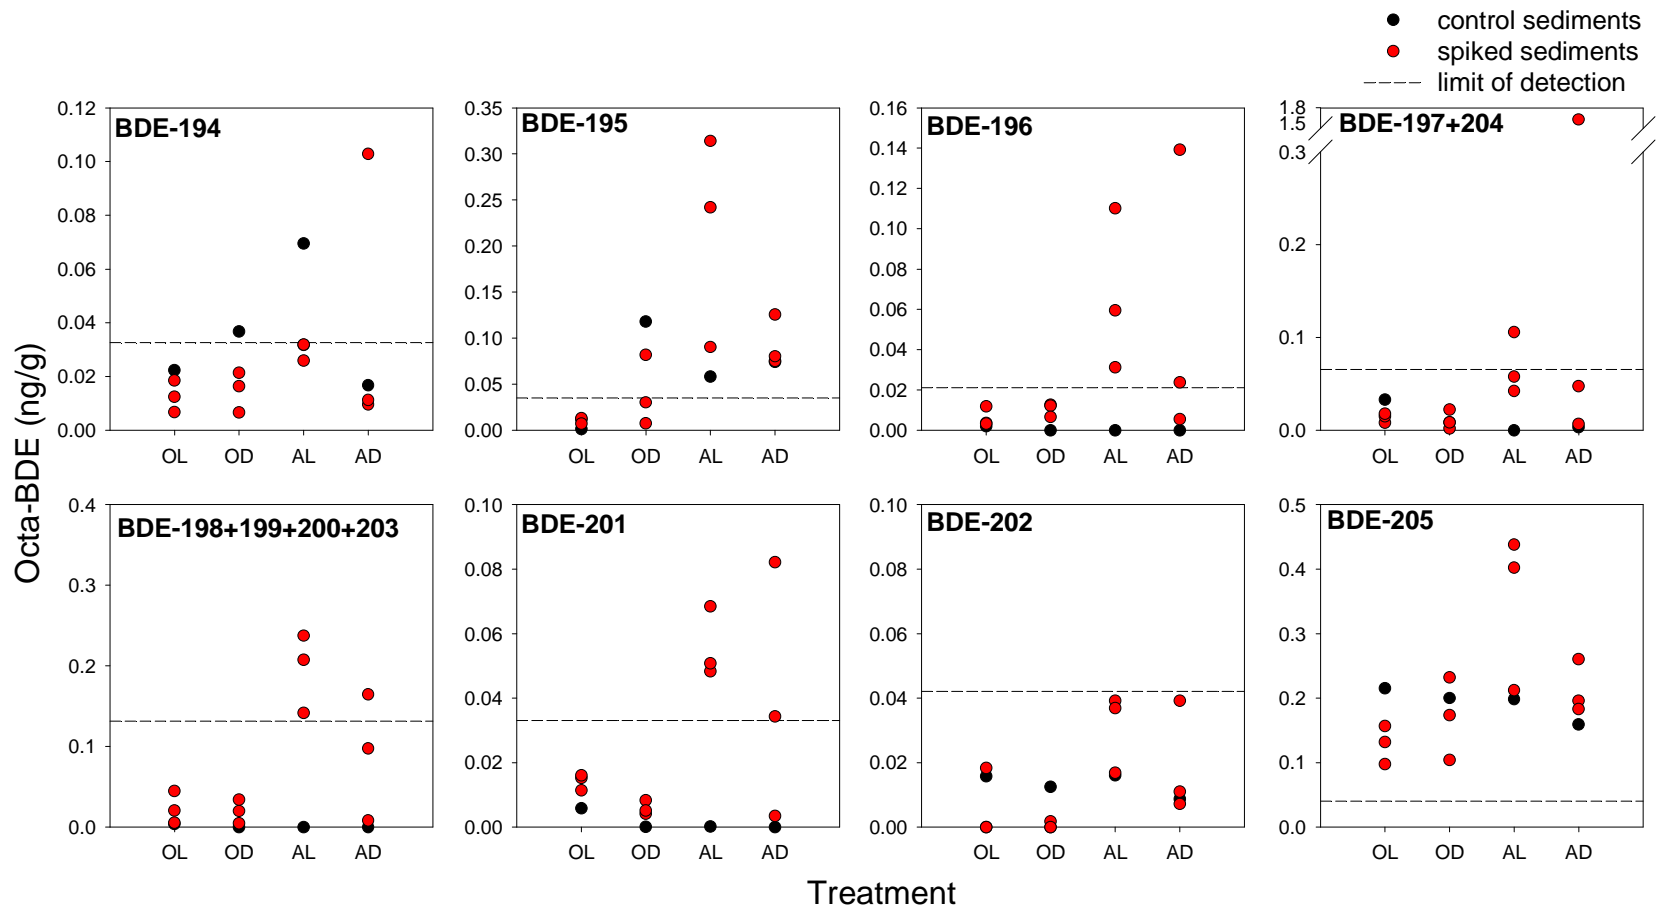 control sediments
spiked sediments
limit of detection
Octa-BDE (ng/g)
BDE-194
0.12
0.10
0.08
0.06
0.04
0.02
0.00
OL OD AL AD
BDE-195
0.35
0.30
0.25
0.20
0.15
0.10
0.05
0.00
OL OD AL AD
BDE-196
0.16
0.14
0.12
0.10
0.08
0.06
0.04
0.02
0.00
OL OD AL AD
BDE-197+204
1.8
1.5
0.3
0.2
0.1
0.0
OL OD AL AD
BDE-198+199+200+203
0.4
0.3
0.2
0.1
0.0
OL OD AL AD
BDE-201
0.10
0.08
0.06
0.04
0.02
0.00
OL OD AL AD
BDE-202
0.10
0.08
0.06
0.04
0.02
0.00
OL OD AL AD
BDE-205
0.5
0.4
0.3
0.2
0.1
0.0
OL OD AL AD
Treatment